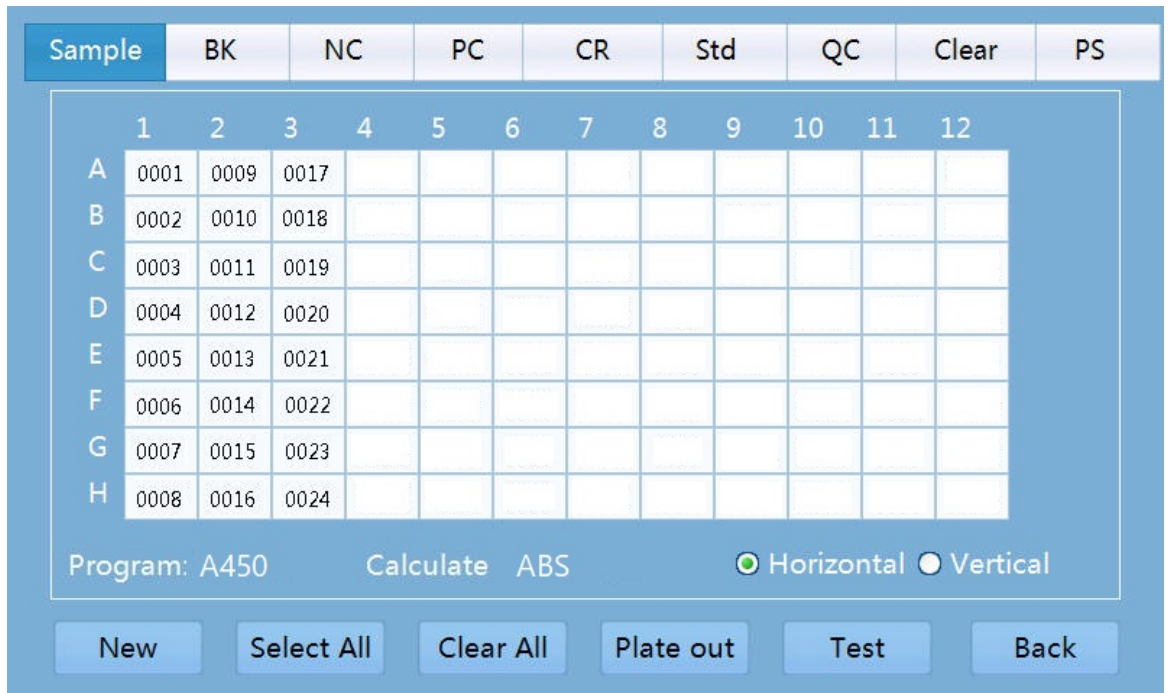 Sample BK NC PC CR Std QC Clear PS
1 2 3 4 5 6 7 8 9 10 11 12
A 0001 0009 0017
B 0002 0010 0018
C 0003 0011 0019
D 0004 0012 0020
E 0005 0013 0021
F 0006 0014 0022
G 0007 0015 0023
H 0008 0016 0024
Program: A450 Calculate ABS Horizontal Vertical
New Select All Clear All Plate out Test Back